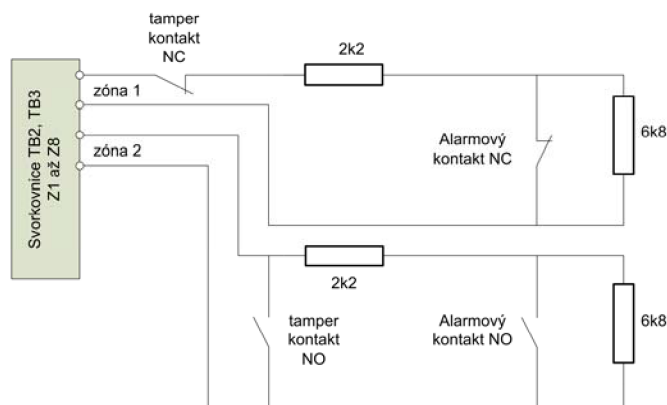 tamper
kontakt
NC
2k2
Svorkovnice TB2, TB3
Z1 až Z8
zóna 1
zóna 2
Alarmový
kontakt NC
6k8
2k2
tamper
kontakt
NO
Alarmový
kontakt NO
6k8